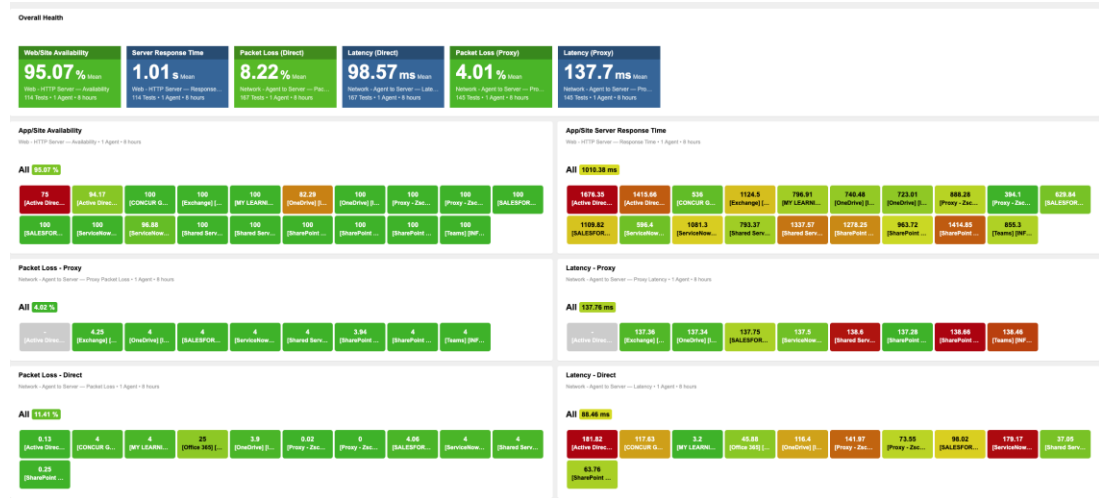 Overall Health
Web/Site Availability
95.07 % Mean
Web - HTTP Server — Availability
114 Tests • 1 Agent • 8 hours
Server Response Time
1.01 s Mean
Web - HTTP Server — Response...
114 Tests • 1 Agent • 8 hours
Packet Loss (Direct)
8.22 % Mean
Network - Agent to Server — Pac...
167 Tests • 1 Agent • 8 hours
Latency (Direct)
98.57 ms Mean
Network - Agent to Server — Late...
167 Tests • 1 Agent • 8 hours
Packet Loss (Proxy)
4.01 % Mean
Network - Agent to Server — Pro...
145 Tests • 1 Agent • 8 hours
Latency (Proxy)
137.7 ms Mean
Network - Agent to Server — Pro...
145 Tests • 1 Agent • 8 hours
App/Site Availability
Web - HTTP Server — Availability • 1 Agent • 8 hours
All 95.07 %
75 94.17 100 100 100 82.29 100 100 100 100
[Active Direc... [Active Direc... [CONCUR G... [Exchange] [... [MY LEARNI... [OneDrive] [I... [OneDrive] [I... [Proxy - Zsc... [Proxy - Zsc... [SALESFOR...
100 100 96.88 100 100 100 100 100 100
[SALESFOR... [ServiceNow... [ServiceNow... [Shared Serv... [Shared Serv... [SharePoint ... [SharePoint ... [SharePoint ... [Teams] [INF...
App/Site Server Response Time
Web - HTTP Server — Response Time • 1 Agent • 8 hours
All 1010.38 ms
1676.35 1415.66 536 1124.5 796.91 740.48 723.01 888.28 394.1 629.84
[Active Direc... [Active Direc... [CONCUR G... [Exchange] [... [MY LEARNI... [OneDrive] [I... [OneDrive] [I... [Proxy - Zsc... [Proxy - Zsc... [SALESFOR...
1109.82 596.4 1081.3 793.37 1337.57 1278.25 963.72 1414.85 855.3
[SALESFOR... [ServiceNow... [ServiceNow... [Shared Serv... [Shared Serv... [SharePoint ... [SharePoint ... [SharePoint ... [Teams] [INF...
Packet Loss - Proxy
Network - Agent to Server — Proxy Packet Loss • 1 Agent • 8 hours
All 4.02 %
- 4.25 4 4 4 4 3.94 4 4
[Active Direc... [Exchange] [... [OneDrive] [I... [SALESFOR... [ServiceNow... [Shared Serv... [SharePoint ... [SharePoint ... [Teams] [INF...
Latency - Proxy
Network - Agent to Server — Proxy Latency • 1 Agent • 8 hours
All 137.76 ms
- 137.36 137.34 137.75 137.5 138.6 137.28 138.66 138.46
[Active Direc... [Exchange] [... [OneDrive] [I... [SALESFOR... [ServiceNow... [Shared Serv... [SharePoint ... [SharePoint ... [Teams] [INF...
Packet Loss - Direct
Network - Agent to Server — Packet Loss • 1 Agent • 8 hours
All 11.41 %
0.13 4 4 25 3.9 0.02 0 4.06 4 4
[Active Direc... [CONCUR G... [MY LEARNI... [Office 365] [... [OneDrive] [I... [Proxy - Zsc... [Proxy - Zsc... [SALESFOR... [ServiceNow... [Shared Serv...
0.25
[SharePoint ...
Latency - Direct
Network - Agent to Server — Latency • 1 Agent • 8 hours
All 88.46 ms
181.82 117.63 3.2 45.88 116.4 141.97 73.55 98.02 179.17 37.05
[Active Direc... [CONCUR G... [MY LEARNI... [Office 365] [... [OneDrive] [I... [Proxy - Zsc... [Proxy - Zsc... [SALESFOR... [ServiceNow... [Shared Serv...
63.76
[SharePoint ...